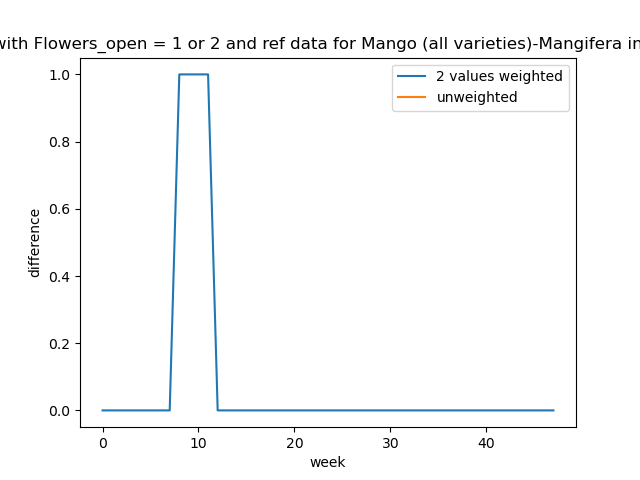 with Flowers_open = 1 or 2 and ref data for Mango (all varieties)-Mangifera in
2 values weighted
unweighted
1.0
0.8
0.6
0.4
0.2
0.0
difference
0 10 20 30 40
week